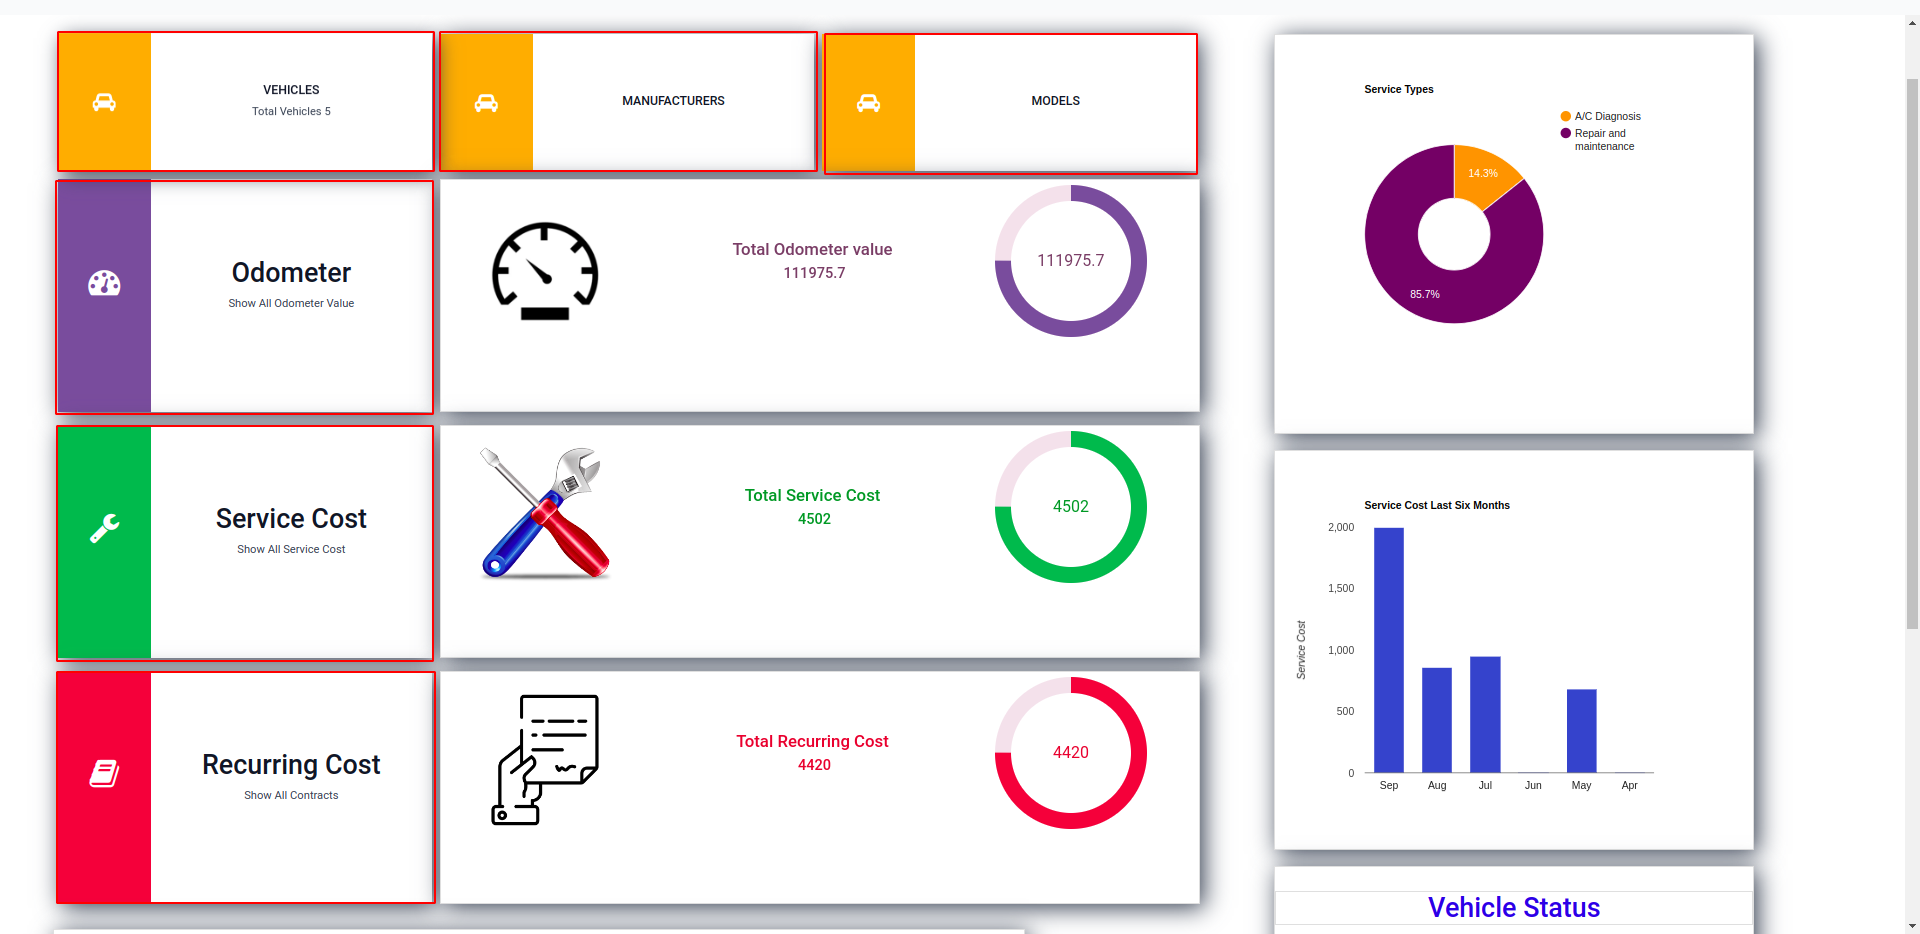 VEHICLES
Total Vehicles 5
MANUFACTURERS
MODELS
Odometer
Show All Odometer Value
Total Odometer value
111975.7
111975.7
Service Cost
Show All Service Cost
Total Service Cost
4502
4502
Recurring Cost
Show All Contracts
Total Recurring Cost
4420
4420
Service Types
A/C Diagnosis
Repair and
maintenance
14.3%
85.7%
Service Cost Last Six Months
Service Cost
2,000
1,500
1,000
500
0
Sep Aug Jul Jun May Apr
Vehicle Status